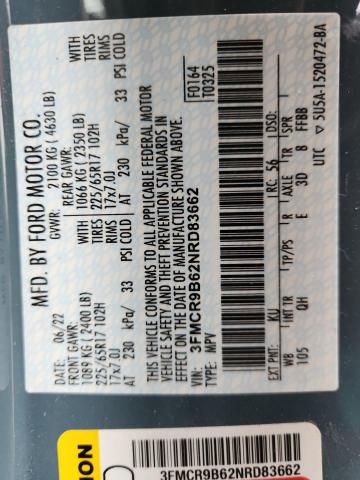 MFD. BY FORD MOTOR CO.
DATE: 06/22
GVWR: 2100 KG ( 4630 LB)
FRONT GAWR: REAR GAWR:
1089 KG ( 2400 LB) 1066 KG ( 2350 LB)
225/65R17 102H WITH TIRES 225/65R17 102H WITH TIRES
17x7.0J RIMS 17x7.0J RIMS
AT 230 kPa/ 33 PSI COLD AT 230 kPa/ 33 PSI COLD
THIS VEHICLE CONFORMS TO ALL APPLICABLE FEDERAL MOTOR
VEHICLE SAFETY AND THEFT PREVENTION STANDARDS IN
EFFECT ON THE DATE OF MANUFACTURE SHOWN ABOVE.
VIN: 3FMCR9B62NRD83662
TYPE: MPV
F0164
T0325
EXT PNT: KU RC: 56 DSO:
WB INT TR TP/PS R AXLE TR SPR
105 QH E 3D 8 FFBB
UTC 5U5A-1520472-BA
ION
3FMCR9B62NRD83662